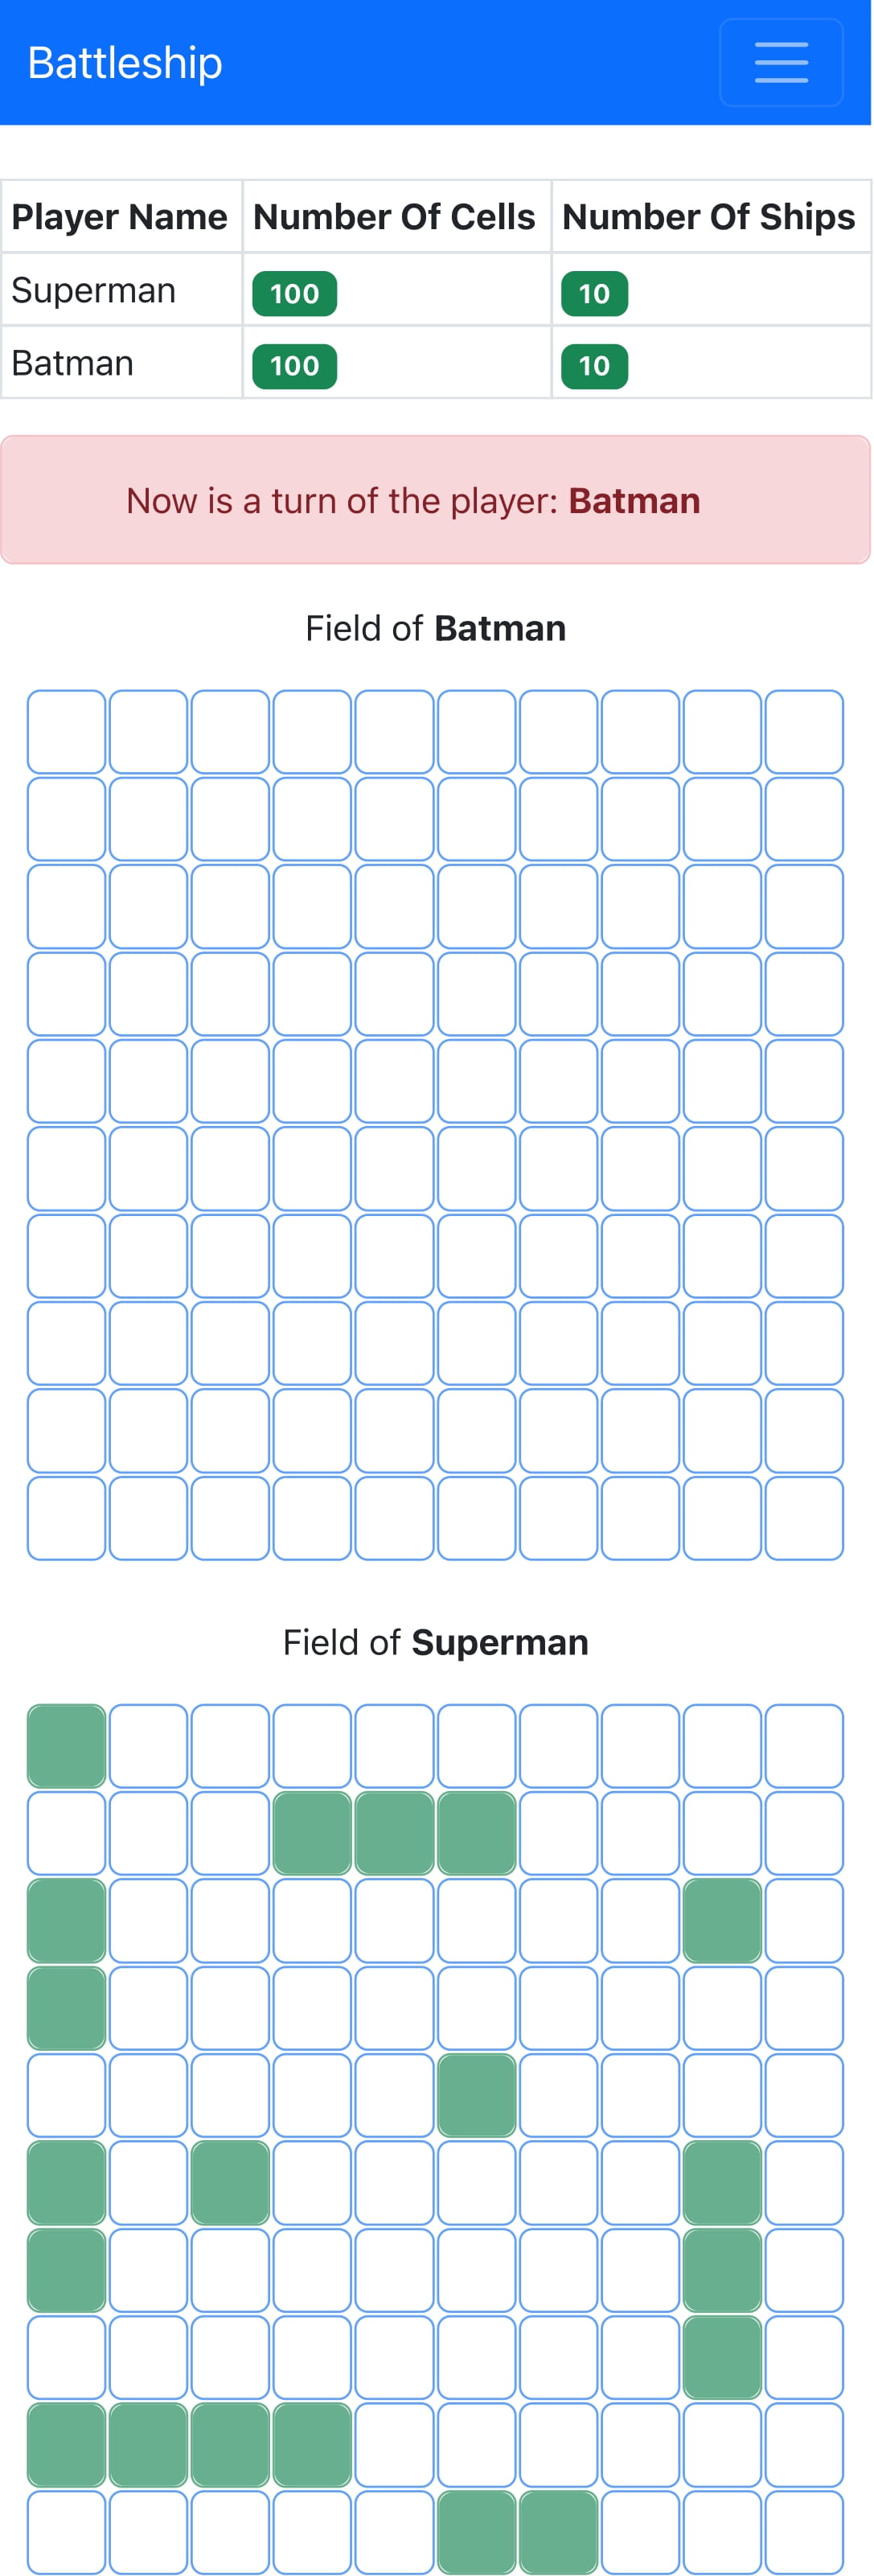 Battleship
Player Name Number Of Cells Number Of Ships
Superman 100 10
Batman 100 10
Now is a turn of the player: Batman
Field of Batman
Field of Superman